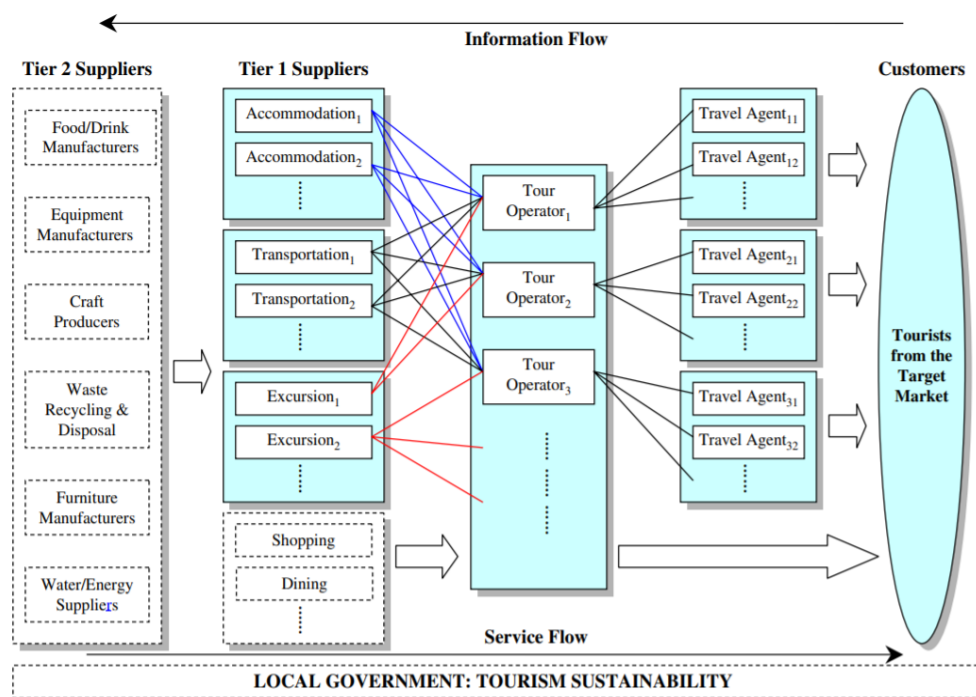 Information Flow
Tier 2 Suppliers
Food/Drink
Manufacturers
Equipment
Manufacturers
Craft
Producers
Waste
Recycling &
Disposal
Furniture
Manufacturers
Water/Energy
Suppliers
Tier 1 Suppliers
Accommodation₁
Accommodation₂
Transportation₁
Transportation₂
Excursion₁
Excursion₂
Shopping
Dining
Tour
Operator₁
Tour
Operator₂
Tour
Operator₃
Travel Agent₁₁
Travel Agent₁₂
Travel Agent₂₁
Travel Agent₂₂
Travel Agent₃₁
Travel Agent₃₂
Customers
Tourists
from the
Target
Market
Service Flow
LOCAL GOVERNMENT: TOURISM SUSTAINABILITY